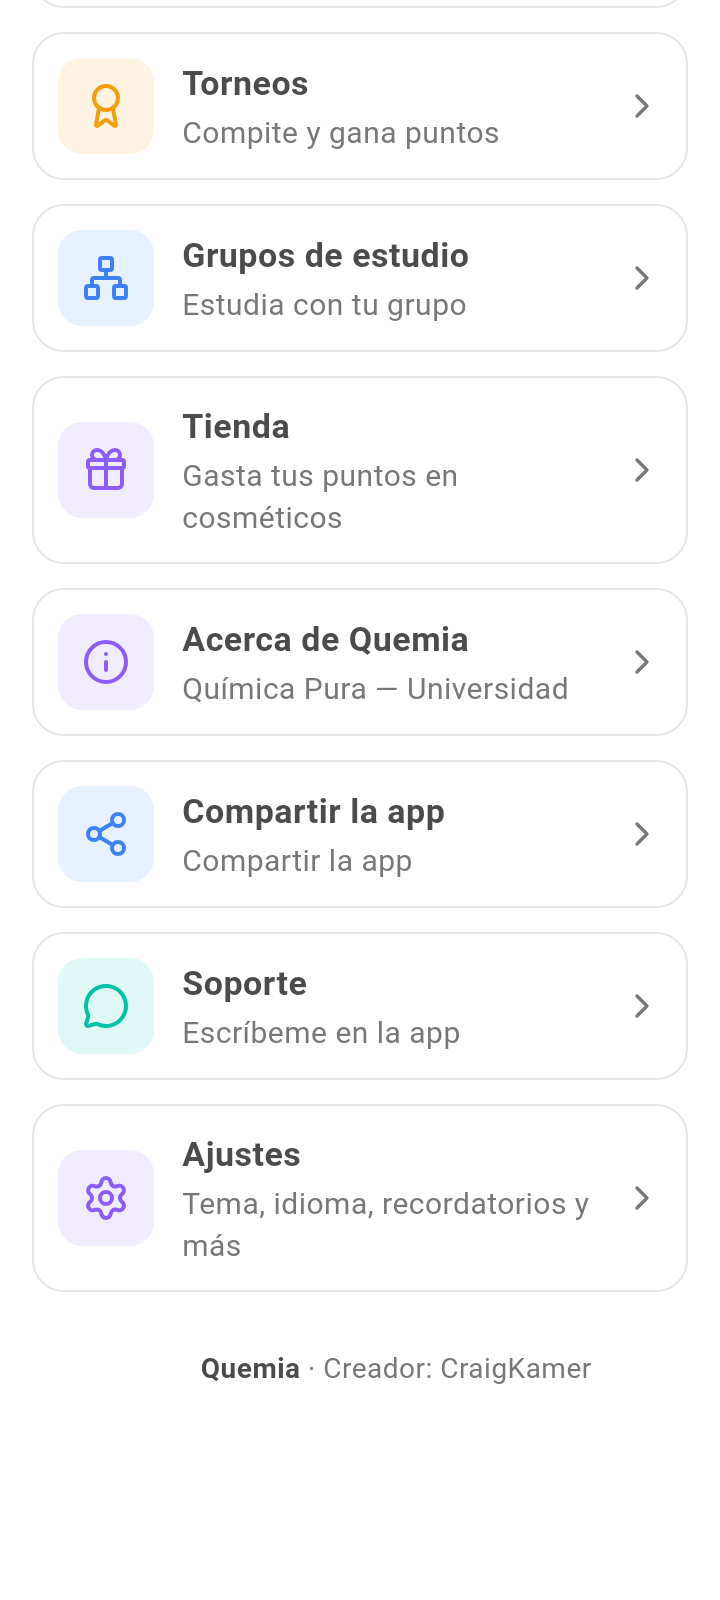 Torneos
Compite y gana puntos
Grupos de estudio
Estudia con tu grupo
Tienda
Gasta tus puntos en
cosméticos
Acerca de Quemia
Química Pura — Universidad
Compartir la app
Compartir la app
Soporte
Escríbeme en la app
Ajustes
Tema, idioma, recordatorios y
más
Quemia · Creador: CraigKamer